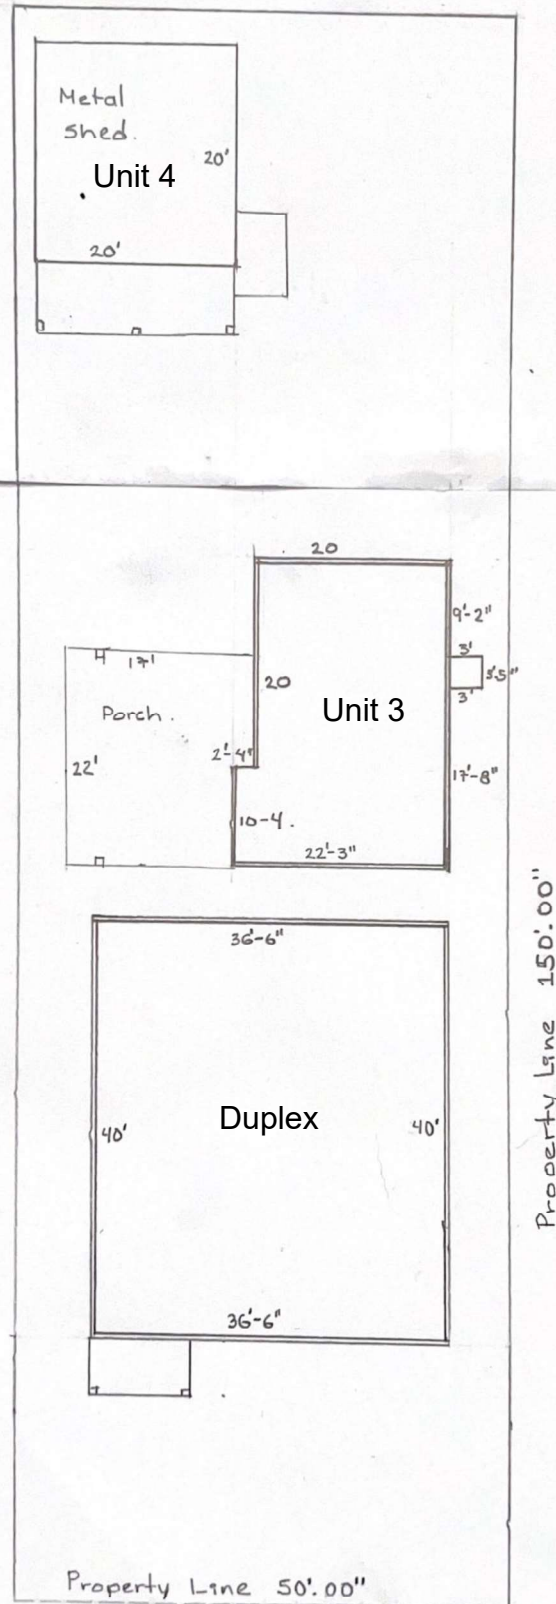 Metal
shed.
20'
Unit 4
20'
20
9'-2"
3'
17'
3'-5"
20
3'
Unit 3
Porch.
2'-4"
22'
17'-8"
10-4.
22'-3"
36'-6"
Duplex
40'
40'
36'-6"
Property Line 150'.00"
Property Line 50'.00"